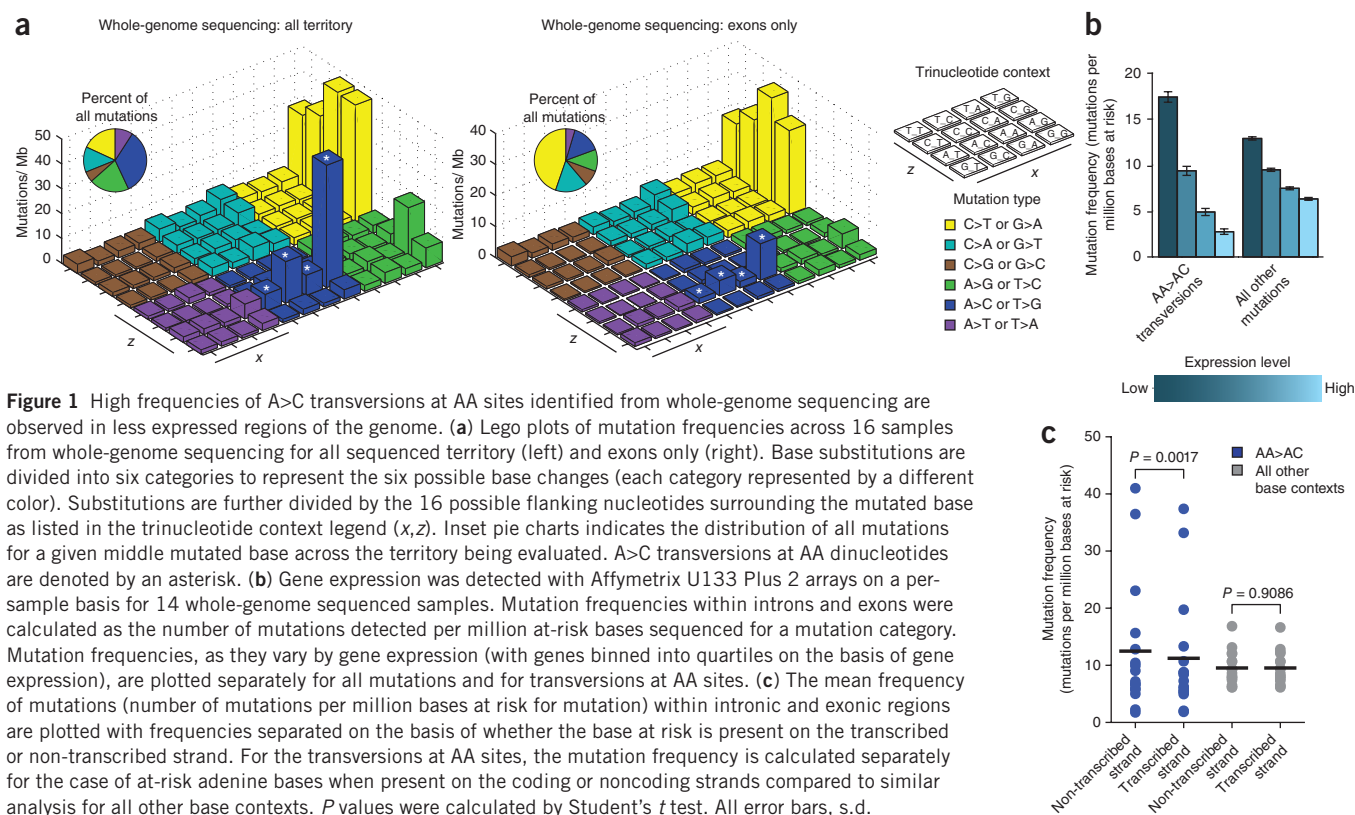 a
Whole-genome sequencing: all territory
Percent of
all mutations
Mutations/ Mb
50
40
30
20
10
0
*
*
*
*
z
x
Whole-genome sequencing: exons only
Percent of
all mutations
Mutations/ Mb
40
30
20
10
0
*
*
*
*
z
x
Trinucleotide context
T_G
T_A C_G
T_C C_A A_G
T_T C_C A_A G_G
C_T A_C G_A
A_T G_C
G_T
z
x
Mutation type
C>T or G>A
C>A or G>T
C>G or G>C
A>G or T>C
A>C or T>G
A>T or T>A
b
Mutation frequency (mutations per
million bases at risk)
20
15
10
5
0
AA>AC
transversions
All other
mutations
Expression level
Low
High
Figure 1 High frequencies of A>C transversions at AA sites identified from whole-genome sequencing are
observed in less expressed regions of the genome. (a) Lego plots of mutation frequencies across 16 samples
from whole-genome sequencing for all sequenced territory (left) and exons only (right). Base substitutions are
divided into six categories to represent the six possible base changes (each category represented by a different
color). Substitutions are further divided by the 16 possible flanking nucleotides surrounding the mutated base
as listed in the trinucleotide context legend (x,z). Inset pie charts indicates the distribution of all mutations
for a given middle mutated base across the territory being evaluated. A>C transversions at AA dinucleotides
are denoted by an asterisk. (b) Gene expression was detected with Affymetrix U133 Plus 2 arrays on a per-
sample basis for 14 whole-genome sequenced samples. Mutation frequencies within introns and exons were
calculated as the number of mutations detected per million at-risk bases sequenced for a mutation category.
Mutation frequencies, as they vary by gene expression (with genes binned into quartiles on the basis of gene
expression), are plotted separately for all mutations and for transversions at AA sites. (c) The mean frequency
of mutations (number of mutations per million bases at risk for mutation) within intronic and exonic regions
are plotted with frequencies separated on the basis of whether the base at risk is present on the transcribed
or non-transcribed strand. For the transversions at AA sites, the mutation frequency is calculated separately
for the case of at-risk adenine bases when present on the coding or noncoding strands compared to similar
analysis for all other base contexts. P values were calculated by Student's t test. All error bars, s.d.
c
Mutation frequency
(mutations per million bases at risk)
50
40
30
20
10
0
P = 0.0017
AA>AC
All other
base contexts
P = 0.9086
Non-transcribed
strand
Transcribed
strand
Non-transcribed
strand
Transcribed
strand